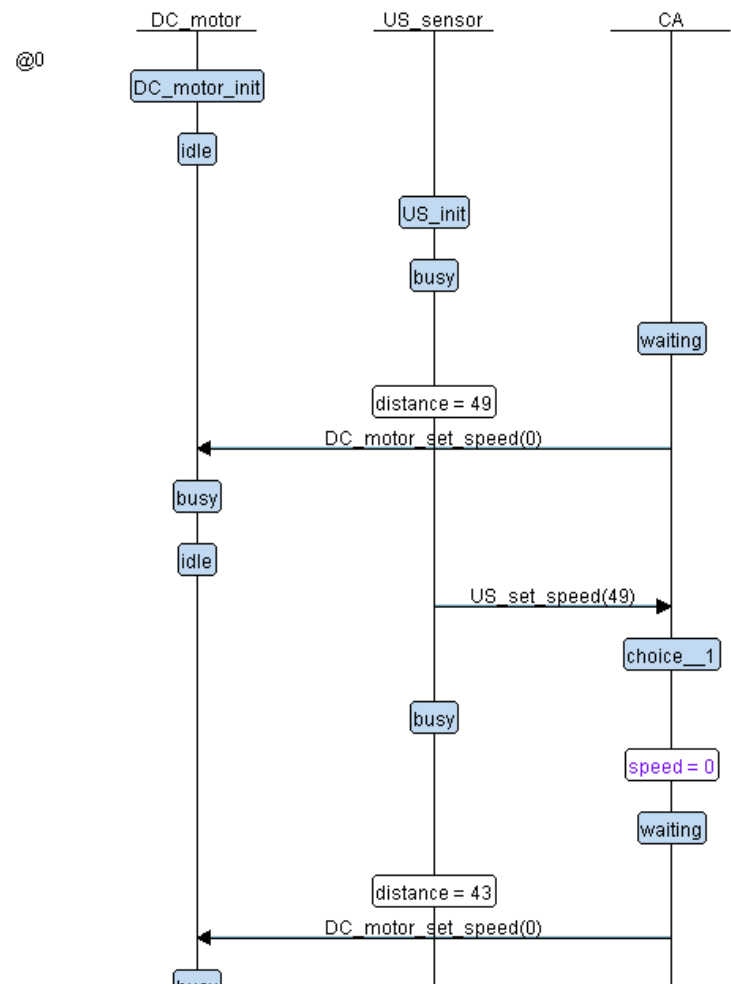 DC_motor US_sensor CA
@0
DC_motor_init
idle
US_init
busy
waiting
distance = 49
DC_motor_set_speed(0)
busy
idle
US_set_speed(49)
choice__1
busy
speed = 0
waiting
distance = 43
DC_motor_set_speed(0)
busy